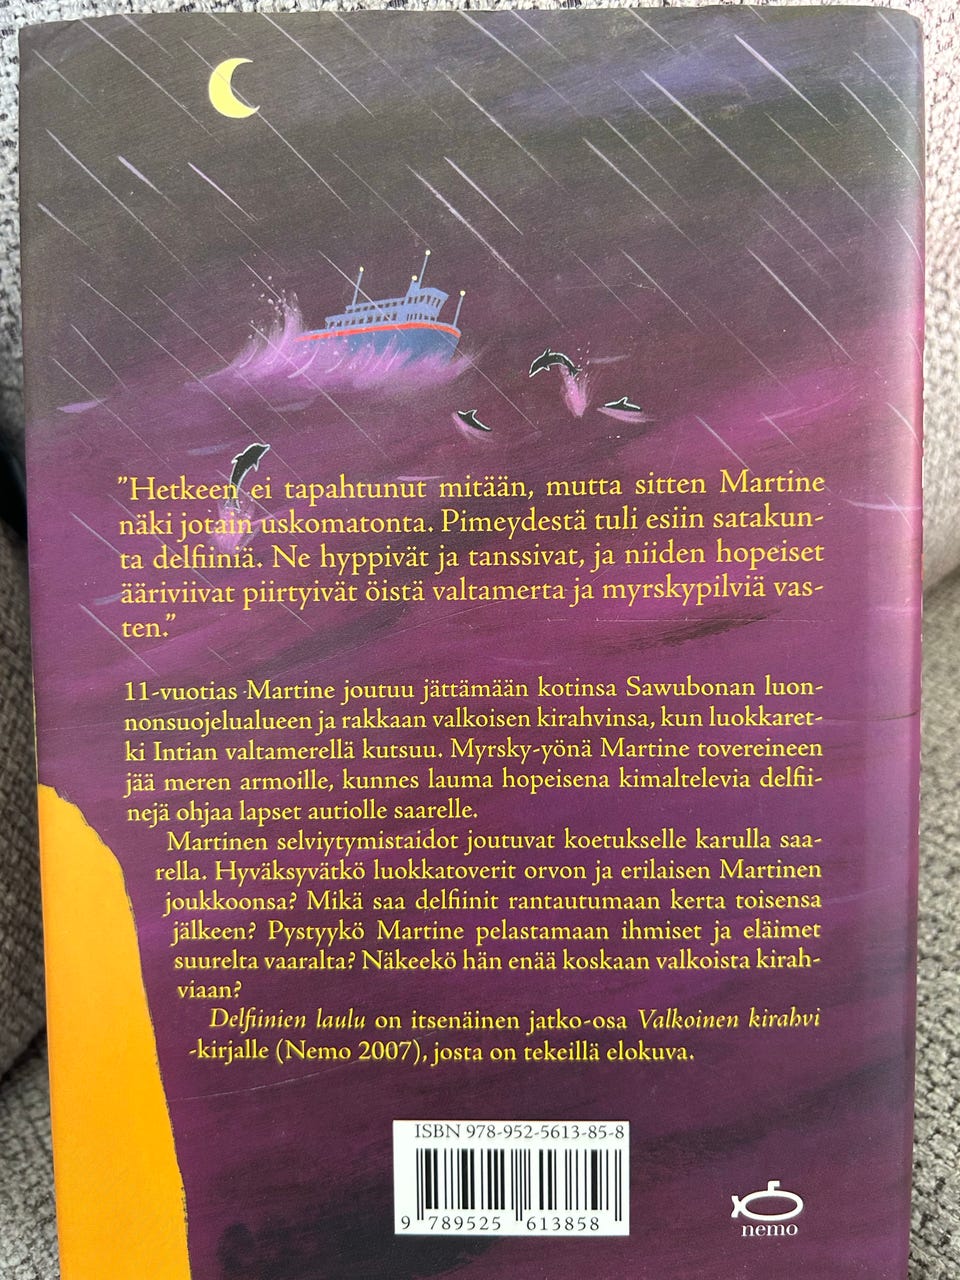 "Hetkeen ei tapahtunut mitään, mutta sitten Martine
näki jotain uskomatonta. Pimeydestä tuli esiin satakun-
ta delfiiniä. Ne hyppivät ja tanssivat, ja niiden hopeiset
ääriviivat piirtyivät öistä valtamerta ja myrskypilviä vas-
ten."
11-vuotias Martine joutuu jättämään kotinsa Sawubonan luon-
nonsuojelualueen ja rakkaan valkoisen kirahvinsa, kun luokkaret-
ki Intian valtamerellä kutsuu. Myrsky-yönä Martine tovereineen
jää meren armoille, kunnes lauma hopeisena kimaltelevia delfii-
nejä ohjaa lapset autiolle saarelle.
Martinen selviytymistaidot joutuvat koetukselle karulla saa-
rella. Hyväksyvätkö luokkatoverit orvon ja erilaisen Martinen
joukkoonsa? Mikä saa delfiinit rantautumaan kerta toisensa
jälkeen? Pystyykö Martine pelastamaan ihmiset ja eläimet
suurelta vaaralta? Näkeekö hän enää koskaan valkoista kirah-
viaan?
Delfiinien laulu on itsenäinen jatko-osa Valkoinen kirahvi
-kirjalle (Nemo 2007), josta on tekeillä elokuva.
ISBN 978-952-5613-85-8
9 789525 613858
nemo